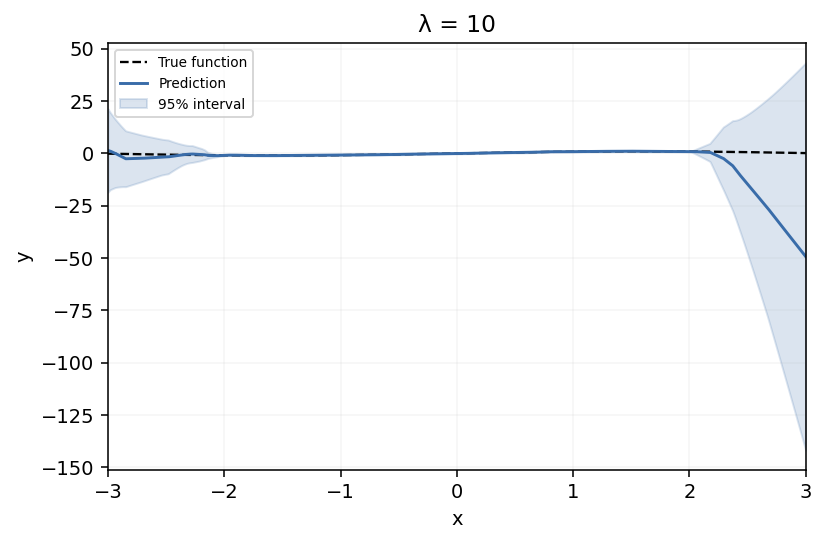 λ = 10
True function
Prediction
95% interval
50
25
0
−25
−50
−75
−100
−125
−150
y
−3 −2 −1 0 1 2 3
x